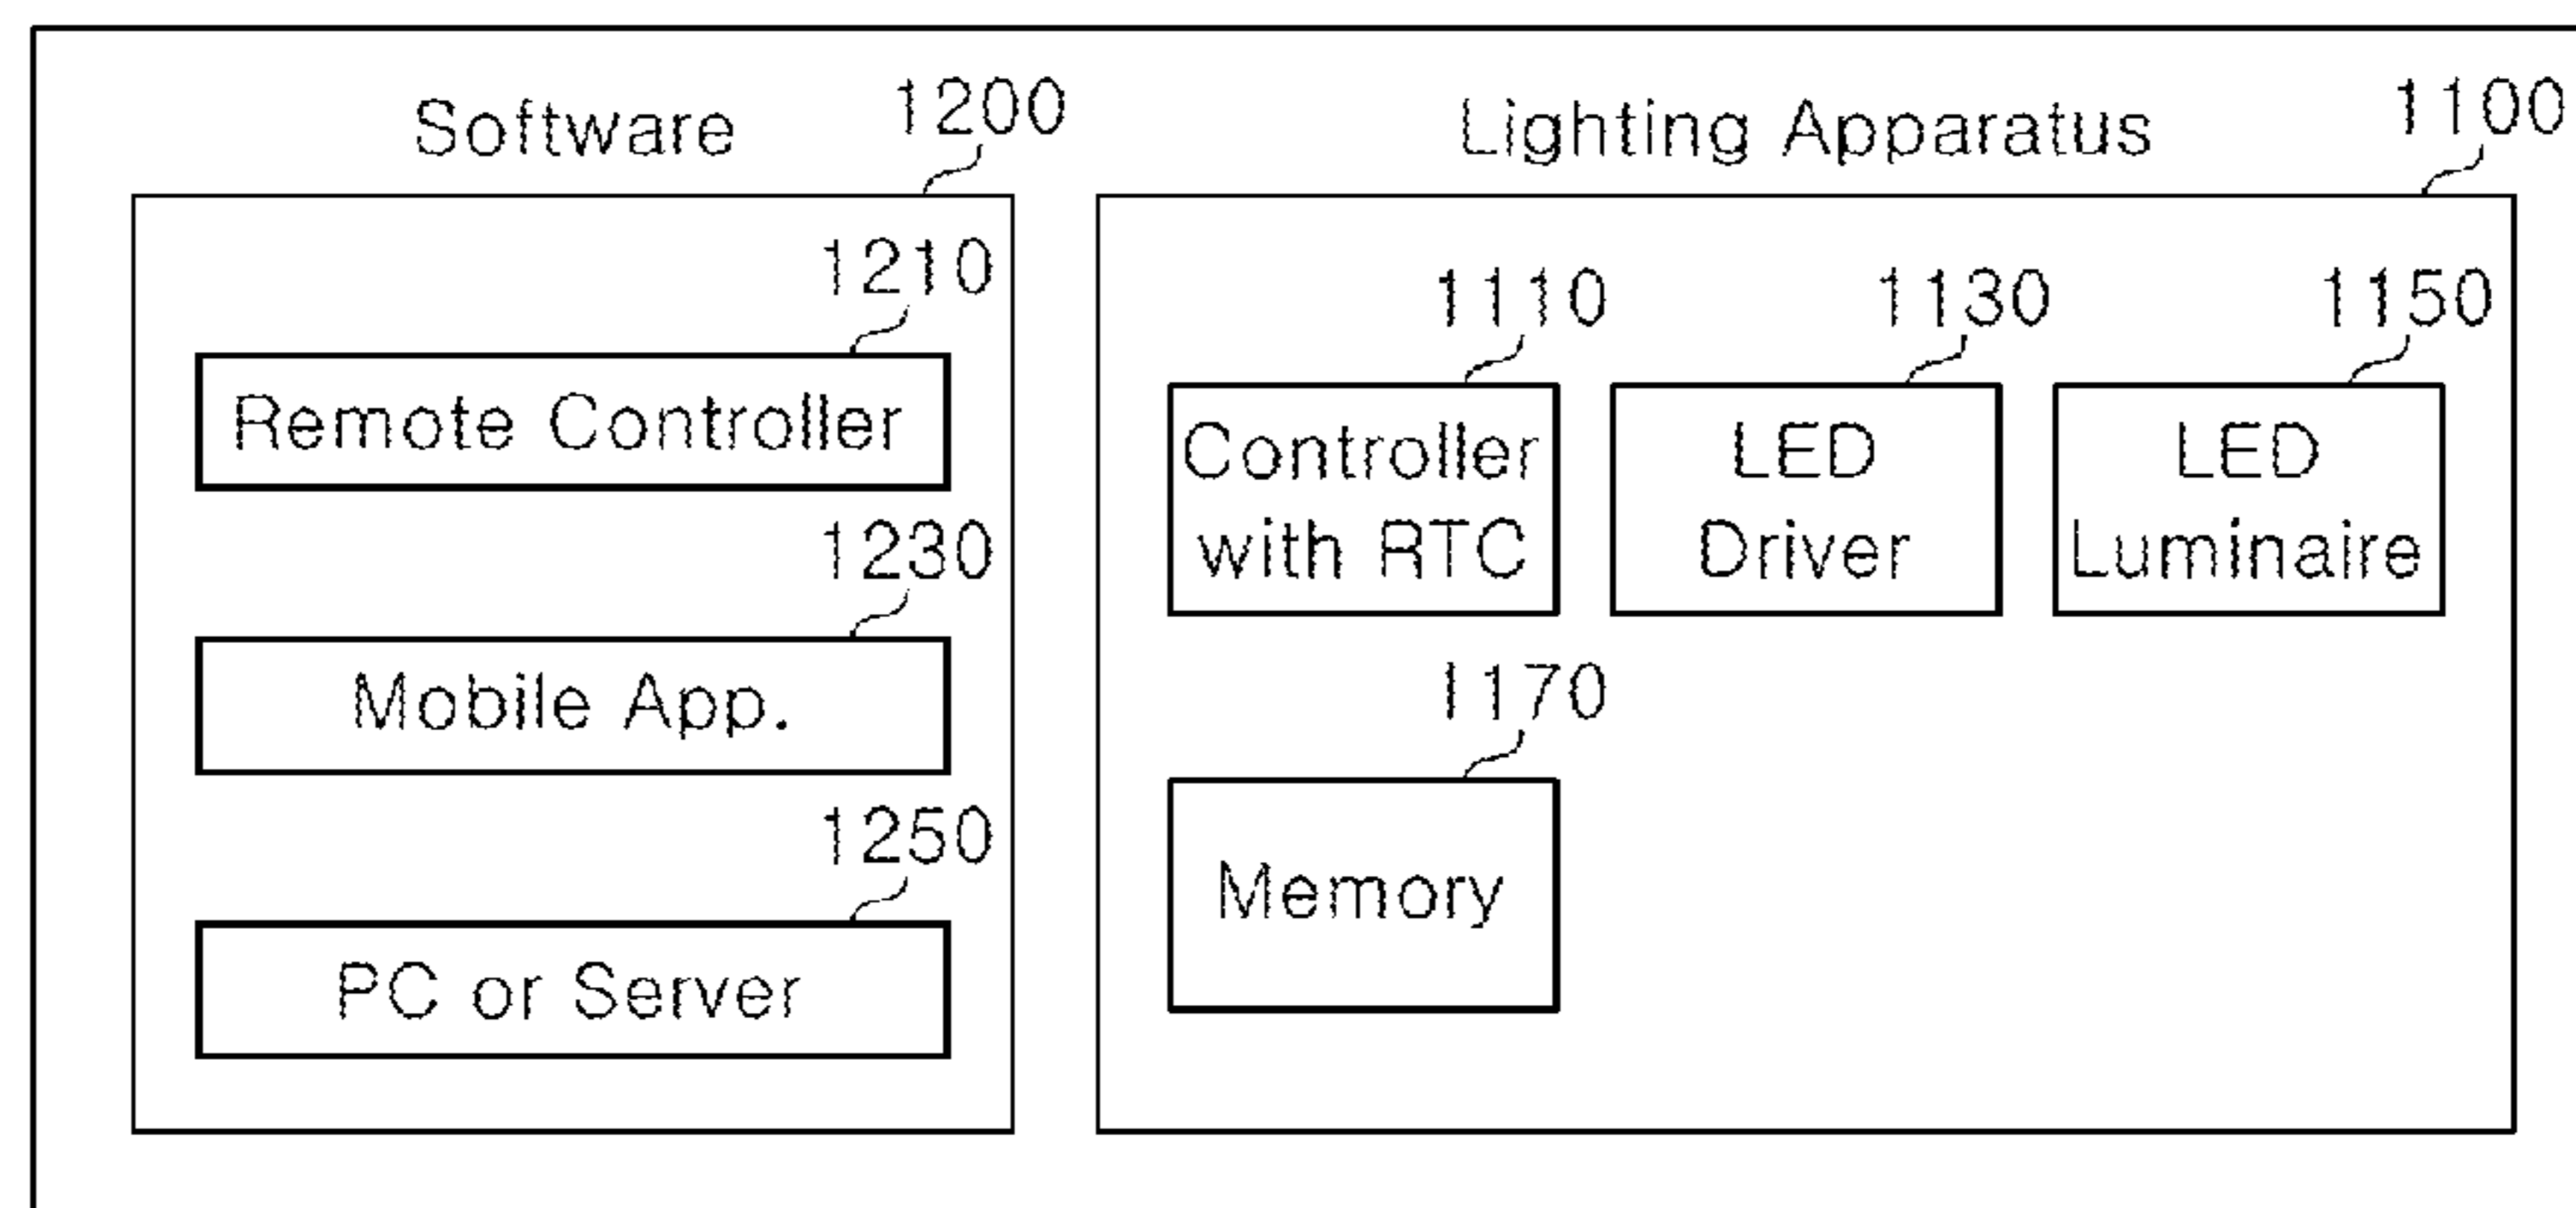 Software 1200
1210
Remote Controller
1230
Mobile App.
1250
PC or Server
Lighting Apparatus 1100
1110 1130 1150
Controller with RTC
LED Driver
LED Luminaire
1170
Memory